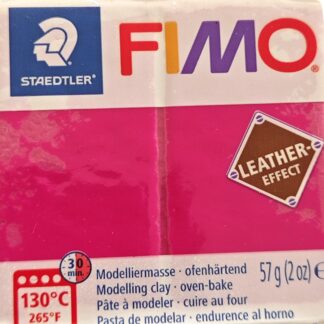 STAEDTLER
FIMO®
LEATHER-
EFFECT
30
min.
130°C
265°F
Modelliermasse · ofenhärtend
Modelling clay · oven-bake
Pâte à modeler · cuire au four
Pasta de modelar · endurece al horno
57 g (2 oz) ℮